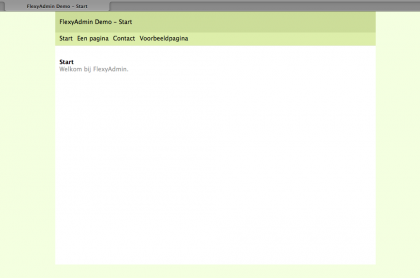 FlexyAdmin Demo - Start
FlexyAdmin Demo - Start
Start Een pagina Contact Voorbeeldpagina
Start
Welkom bij FlexyAdmin.